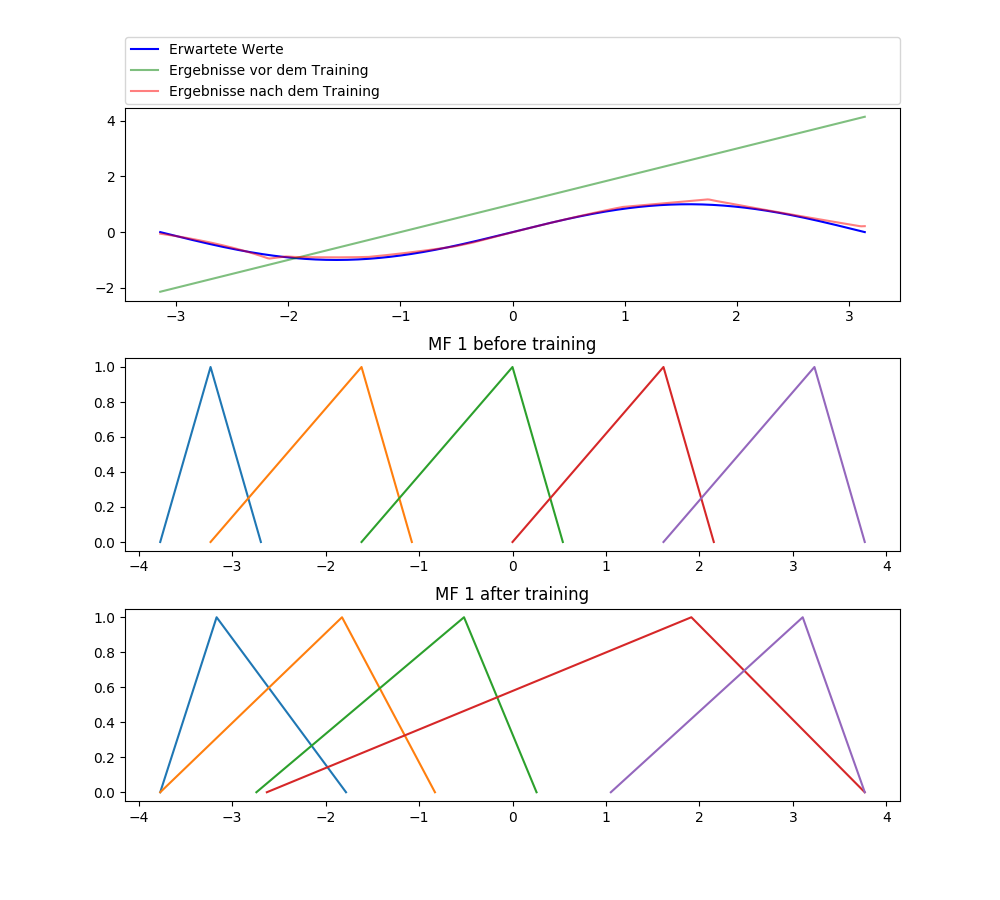 Erwartete Werte
Ergebnisse vor dem Training
Ergebnisse nach dem Training
4
2
0
−2
−3 −2 −1 0 1 2 3
MF 1 before training
1.0
0.8
0.6
0.4
0.2
0.0
−4 −3 −2 −1 0 1 2 3 4
MF 1 after training
1.0
0.8
0.6
0.4
0.2
0.0
−4 −3 −2 −1 0 1 2 3 4